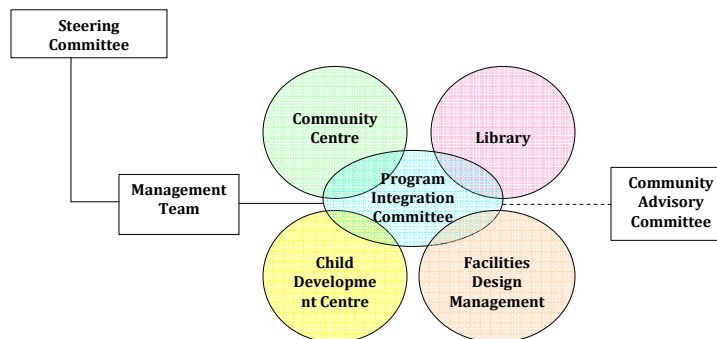 Steering
Committee
Community
Centre
Library
Management
Team
Program
Integration
Committee
Community
Advisory
Committee
Child
Developme
nt Centre
Facilities
Design
Management